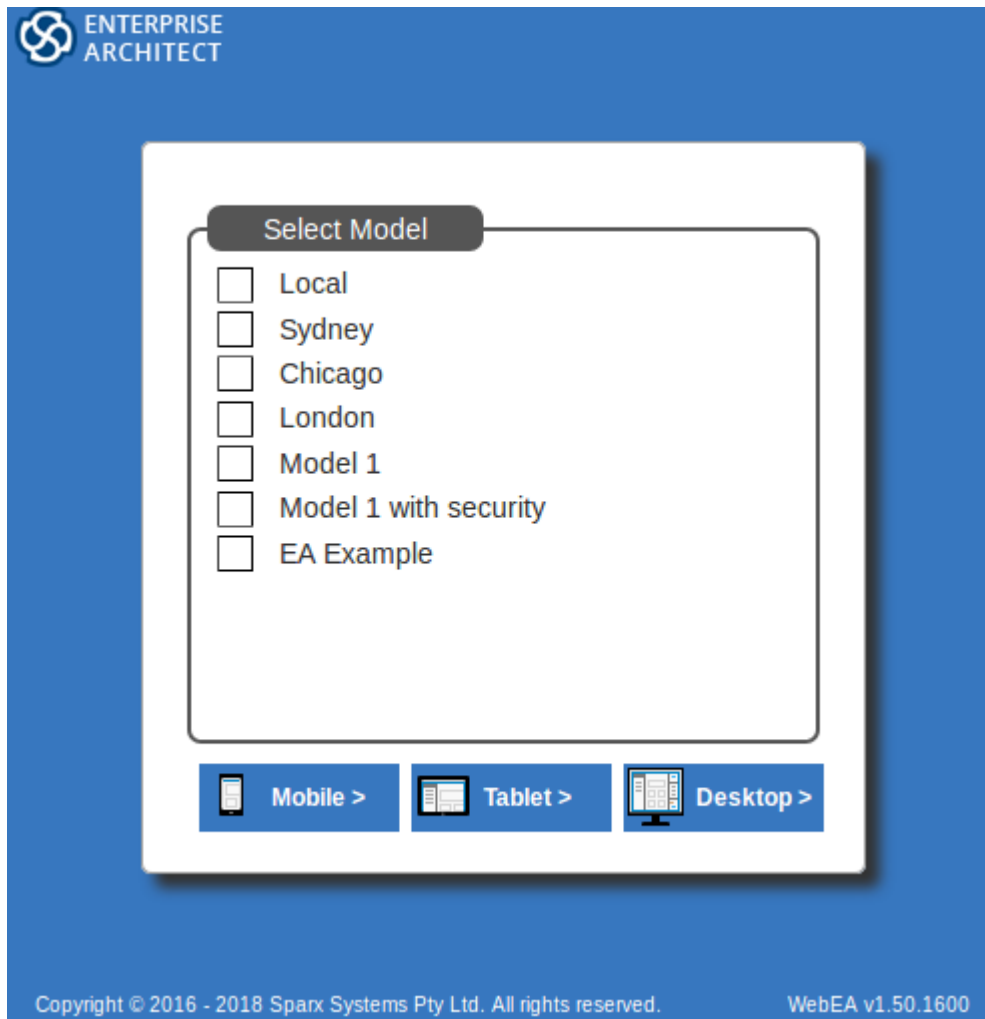 ENTERPRISE
ARCHITECT
Select Model
Local
Sydney
Chicago
London
Model 1
Model 1 with security
EA Example
Mobile > Tablet > Desktop >
Copyright © 2016 - 2018 Sparx Systems Pty Ltd. All rights reserved. WebEA v1.50.1600